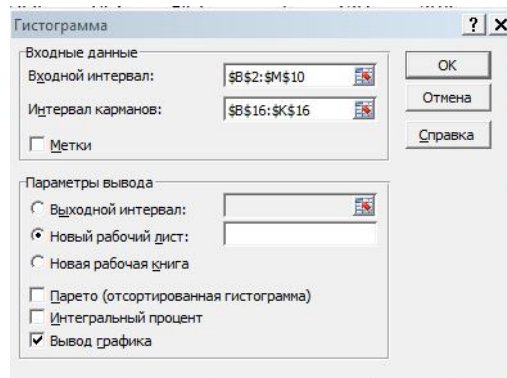 Гистограмма
Входные данные
Входной интервал: $B$2:$M$10
Интервал карманов: $B$16:$K$16
Метки
OK
Отмена
Справка
Параметры вывода
Выходной интервал:
Новый рабочий лист:
Новая рабочая книга
Парето (отсортированная гистограмма)
Интегральный процент
Вывод графика